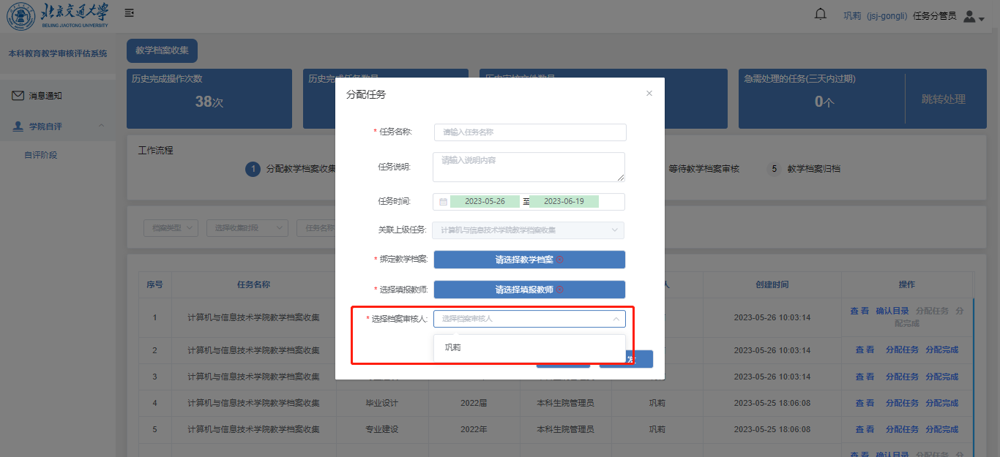 北京交通大学
BEIJING JIAOTONG UNIVERSITY
巩莉 (jsj-gongli) 任务分管员
本科教育教学审核评估系统
消息通知
学院自评
自评阶段
教学档案收集
历史完成操作次数
38次
历史完成任务数量
历史审核文件数量
急需处理的任务(三天内过期)
0个
跳转处理
工作流程
1 分配教学档案收集
等待教学档案审核
5 教学档案归档
档案类型 选择收集时段 任务名称
分配任务
* 任务名称: 请输入任务名称
任务说明: 请输入说明内容
任务时间: 2023-05-26 至 2023-06-19
关联上级任务: 计算机与信息技术学院教学档案收集
* 绑定教学档案: 请选择教学档案
* 选择填报教师: 请选择填报教师
* 选择档案审核人: 选择档案审核人
巩莉
发
序号 任务名称 人 创建时间 操作
1 计算机与信息技术学院教学档案收集 2023-05-26 10:03:14 查 看 确认目录 分配任务 分配完成
2 计算机与信息技术学院教学档案收集 2023-05-26 10:03:14 查 看 分配任务 分配完成
3 计算机与信息技术学院教学档案收集 专业建设 本科生院管理员 巩莉 2023-05-26 10:03:14 查 看 分配任务 分配完成
4 计算机与信息技术学院教学档案收集 毕业设计 2022届 本科生院管理员 巩莉 2023-05-25 18:06:08 查 看 分配任务 分配完成
5 计算机与信息技术学院教学档案收集 专业建设 2022年 本科生院管理员 巩莉 2023-05-25 18:06:08 查 看 分配任务 分配完成
查 看 确认目录 分配任务 分